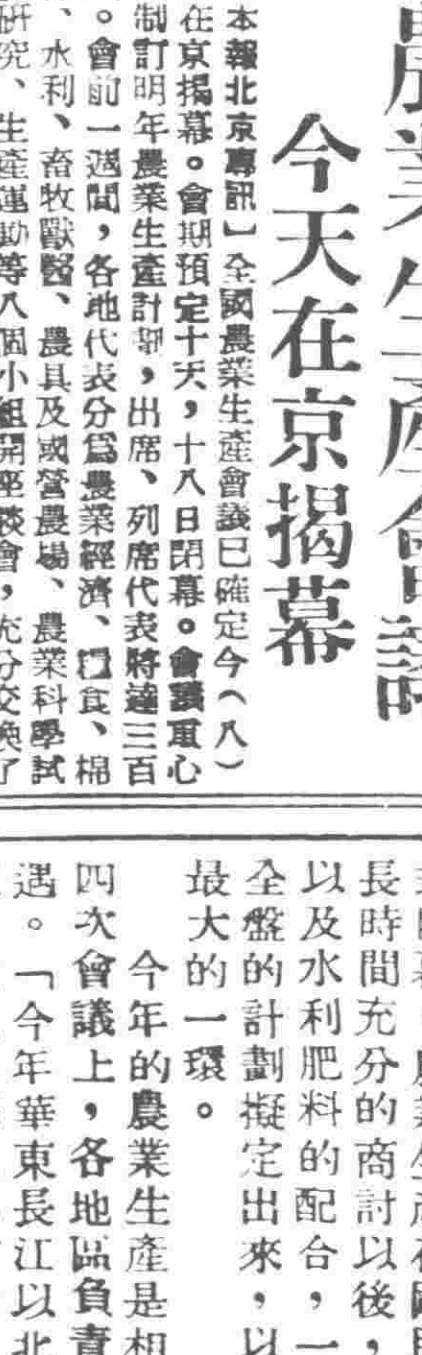 農業生產會議
今天在京揭幕
本報北京專訊】全國農業生產會議已確定今（八）
在京揭幕。會期預定十天，十八日閉幕。會議重心
制訂明年農業生產計劃，出席、列席代表將達三百
。會前一週間，各地代表分爲農業經濟、糧食、棉
、水利、畜牧獸醫、農具及國營農場、農業科學試
研究、生產運動等八個小組開座談會，充分交換了
長時間充分的商討以後，
以及水利肥料的配合，一
全盤的計劃擬定出來，以
最大的一環。
今年的農業生產是相
四次會議上，各地區負責
遇。「今年華東長江以北